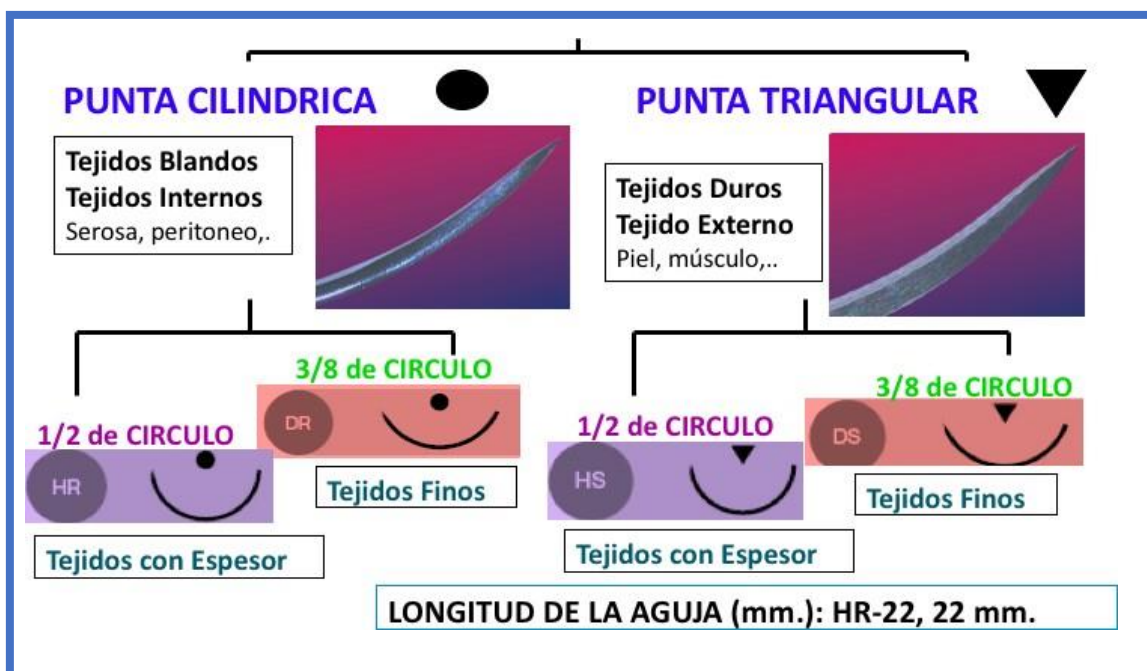 PUNTA CILINDRICA
Tejidos Blandos
Tejidos Internos
Serosa, peritoneo,.
1/2 de CIRCULO
HR
Tejidos con Espesor
3/8 de CIRCULO
DR
Tejidos Finos
PUNTA TRIANGULAR
Tejidos Duros
Tejido Externo
Piel, músculo,..
1/2 de CIRCULO
HS
Tejidos con Espesor
3/8 de CIRCULO
DS
Tejidos Finos
LONGITUD DE LA AGUJA (mm.): HR-22, 22 mm.